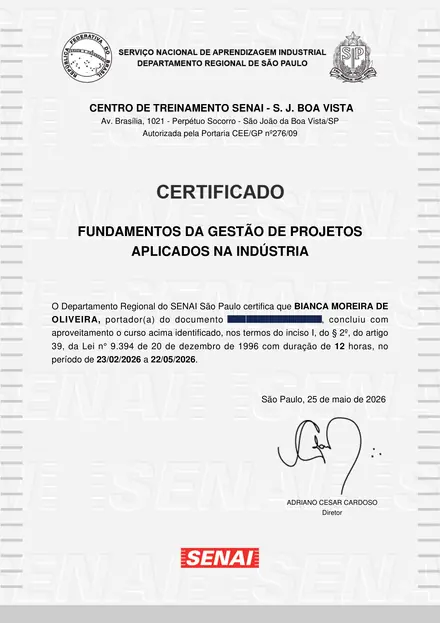 REPÚBLICA FEDERATIVA DO BRASIL
SERVIÇO NACIONAL DE APRENDIZAGEM INDUSTRIAL
DEPARTAMENTO REGIONAL DE SÃO PAULO
SP
CENTRO DE TREINAMENTO SENAI - S. J. BOA VISTA
Av. Brasília, 1021 - Perpétuo Socorro - São João da Boa Vista/SP
Autorizada pela Portaria CEE/GP nº276/09
CERTIFICADO
FUNDAMENTOS DA GESTÃO DE PROJETOS
APLICADOS NA INDÚSTRIA
O Departamento Regional do SENAI São Paulo certifica que BIANCA MOREIRA DE
OLIVEIRA, portador(a) do documento , concluiu com
aproveitamento o curso acima identificado, nos termos do inciso I, do § 2º, do artigo
39, da Lei n° 9.394 de 20 de dezembro de 1996 com duração de 12 horas, no
período de 23/02/2026 a 22/05/2026.
São Paulo, 25 de maio de 2026
ADRIANO CESAR CARDOSO
Diretor
SENAI